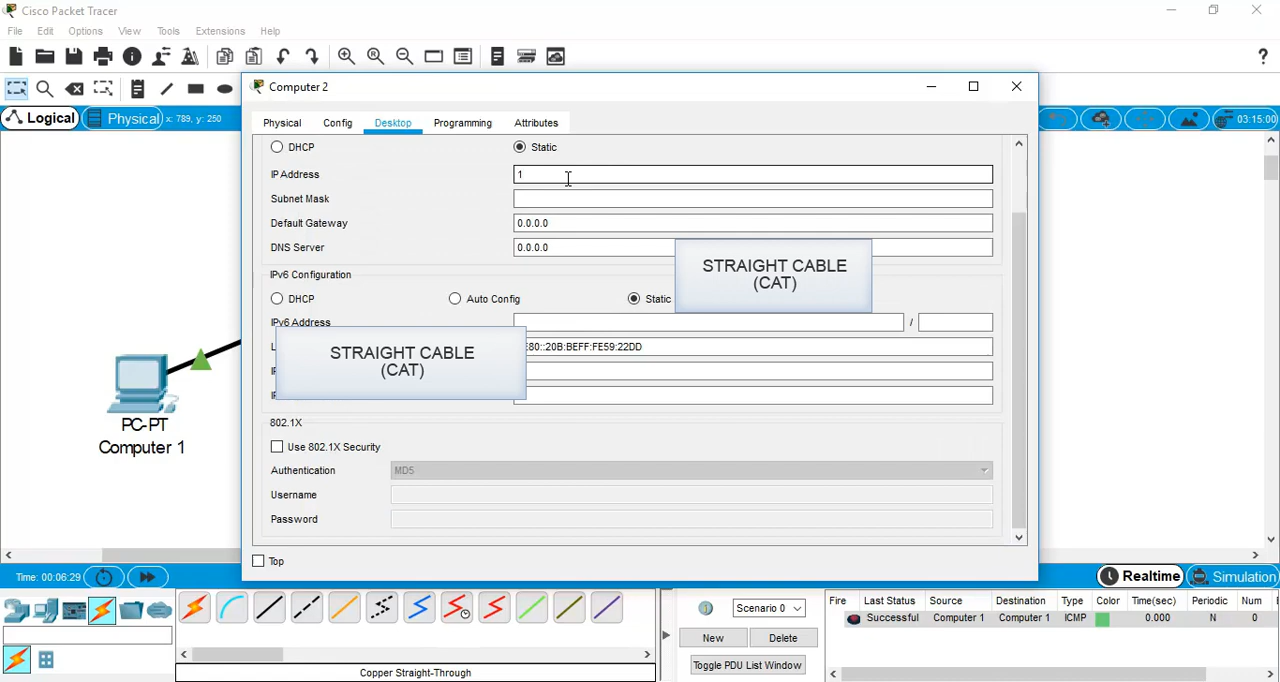 Cisco Packet Tracer
File Edit Options View Tools Extensions Help
Logical Physical x: 789, y: 250 03:15:00
Computer 2
Physical Config Desktop Programming Attributes
DHCP Static
IP Address 1
Subnet Mask
Default Gateway 0.0.0.0
DNS Server 0.0.0.0
STRAIGHT CABLE
(CAT)
IPv6 Configuration
DHCP Auto Config Static
IPv6 Address /
80::20B:BEFF:FE59:22DD
STRAIGHT CABLE
(CAT)
802.1X
Use 802.1X Security
Authentication MD5
Username
Password
Top
PC-PT
Computer 1
Time: 00:06:29 Realtime Simulation
Scenario 0
New Delete
Toggle PDU List Window
Fire Last Status Source Destination Type Color Time(sec) Periodic Num
Successful Computer 1 Computer 1 ICMP 0.000 N 0
Copper Straight-Through